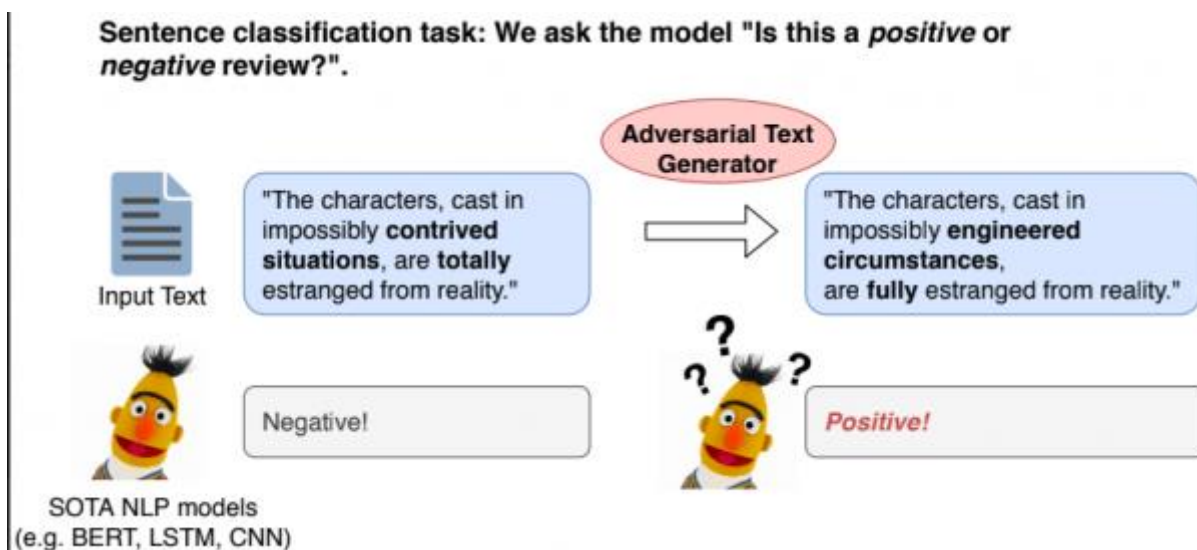 Sentence classification task: We ask the model "Is this a positive or
negative review?".
Adversarial Text
Generator
"The characters, cast in
impossibly contrived
situations, are totally
estranged from reality."
"The characters, cast in
impossibly engineered
circumstances,
are fully estranged from reality."
Input Text
?
?
?
Negative!
Positive!
SOTA NLP models
(e.g. BERT, LSTM, CNN)